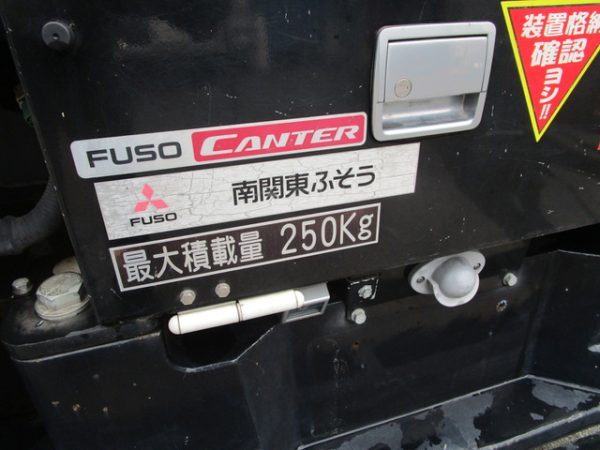 FUSO CANTER
FUSO 南関東ふそう
最大積載量 250Kg
装置格納
確認
ヨシ!!